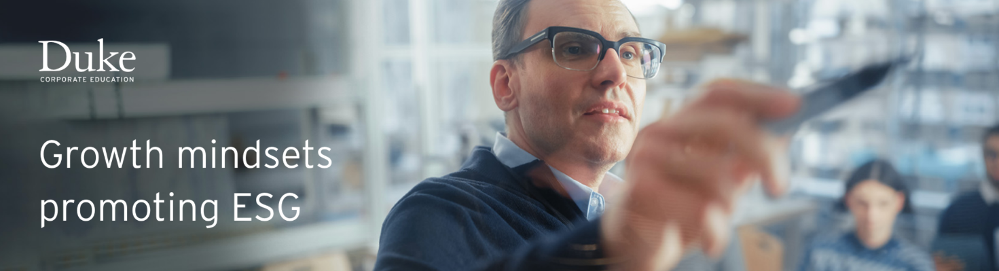 Duke
CORPORATE EDUCATION
Growth mindsets
promoting ESG